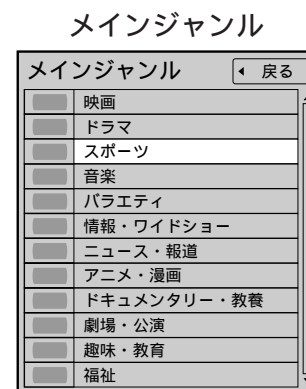 メインジャンル
メインジャンル
戻る
映画
ドラマ
スポーツ
音楽
バラエティ
情報・ワイドショー
ニュース・報道
アニメ・漫画
ドキュメンタリー・教養
劇場・公演
趣味・教育
福祉